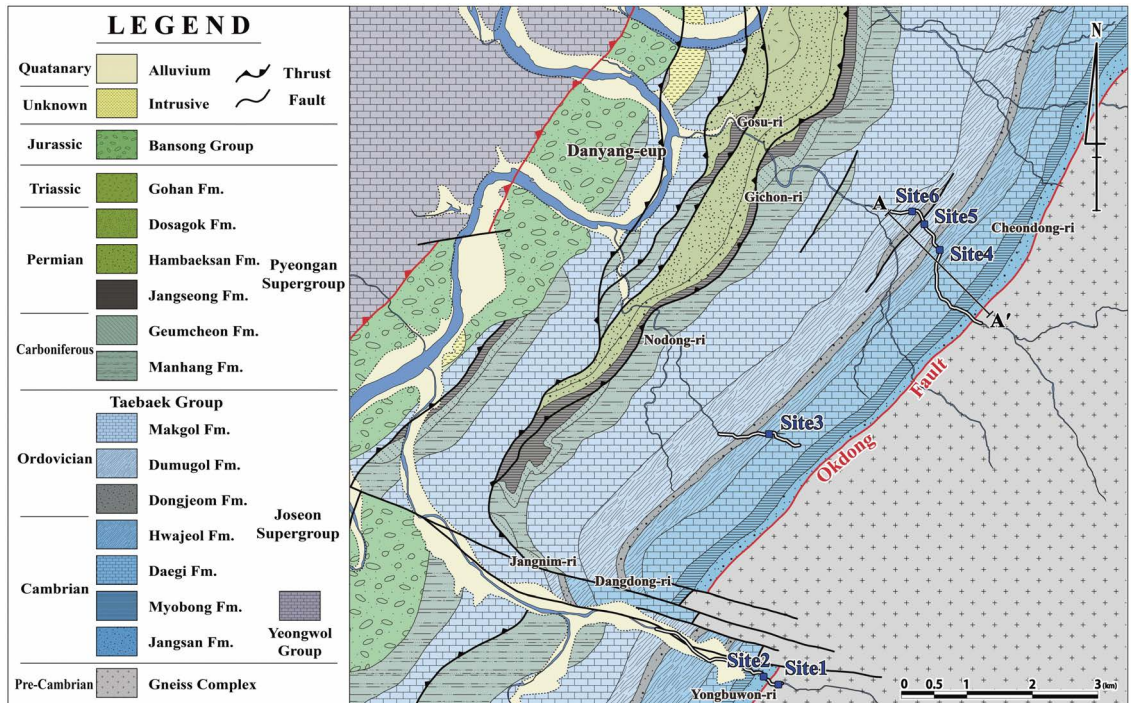 LEGEND
Quatanary
Alluvium
Thrust
Unknown
Intrusive
Fault
Jurassic
Bansong Group
Triassic
Gohan Fm.
Dosagok Fm.
Permian
Hambaeksan Fm.
Pyeongan
Supergroup
Jangseong Fm.
Carboniferous
Geumcheon Fm.
Manhang Fm.
Taebaek Group
Makgol Fm.
Ordovician
Dumugol Fm.
Dongjeom Fm.
Joseon
Supergroup
Hwajeol Fm.
Cambrian
Daegi Fm.
Myobong Fm.
Jangsan Fm.
Yeongwol
Group
Pre-Cambrian
Gneiss Complex
N
Gosu-ri
Danyang-eup
Gichon-ri
A
Site6
Site5
Cheondong-ri
Site4
A′
Nodong-ri
Okdong Fault
Site3
Jangnim-ri
Dangdong-ri
Site2
Site1
Yongbuwon-ri
0 0.5 1 2 3 (km)